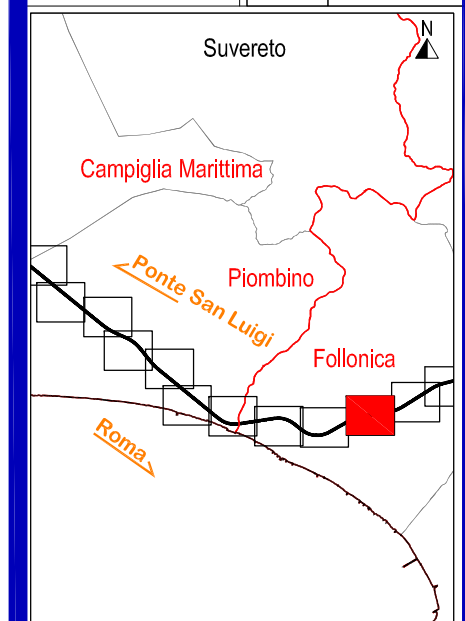 N
Suvereto
Campiglia Marittima
Ponte San Luigi
Piombino
Follonica
Roma